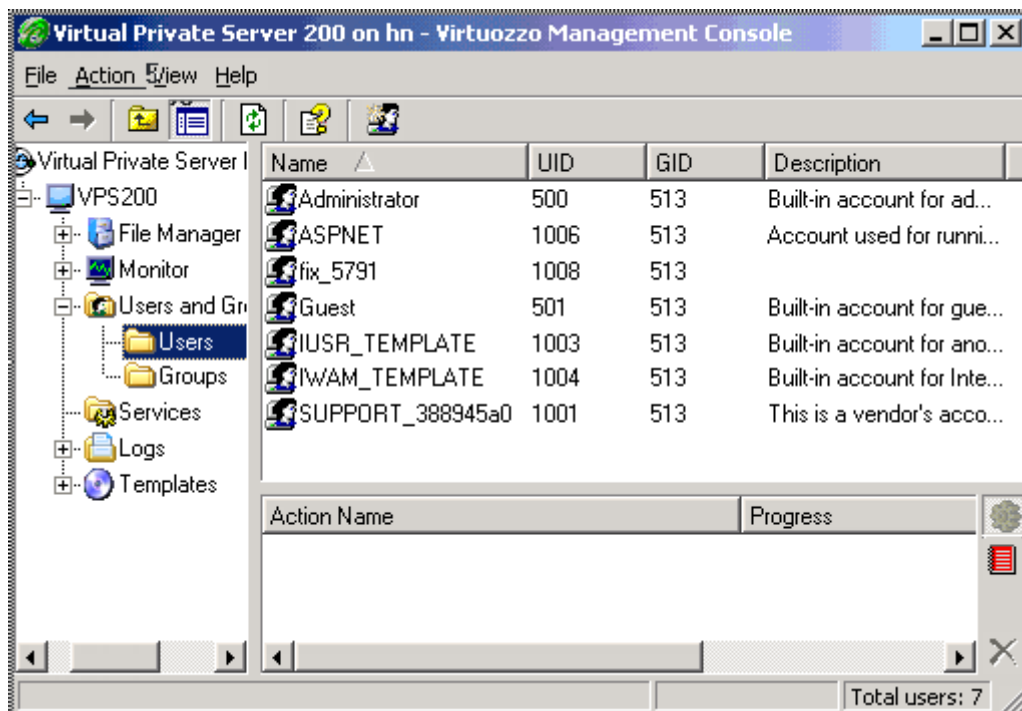 Virtual Private Server 200 on hn - Virtuozzo Management Console
File Action View Help
Virtual Private Server
VPS200
File Manager
Monitor
Users and
Users
Groups
Services
Logs
Templates
Name UID GID Description
Administrator 500 513 Built-in account for ad...
ASPNET 1006 513 Account used for runni...
fix_5791 1008 513
Guest 501 513 Built-in account for gue...
IUSR_TEMPLATE 1003 513 Built-in account for ano...
IWAM_TEMPLATE 1004 513 Built-in account for Inte...
SUPPORT_388945a0 1001 513 This is a vendor's acco...
Action Name Progress
Total users: 7